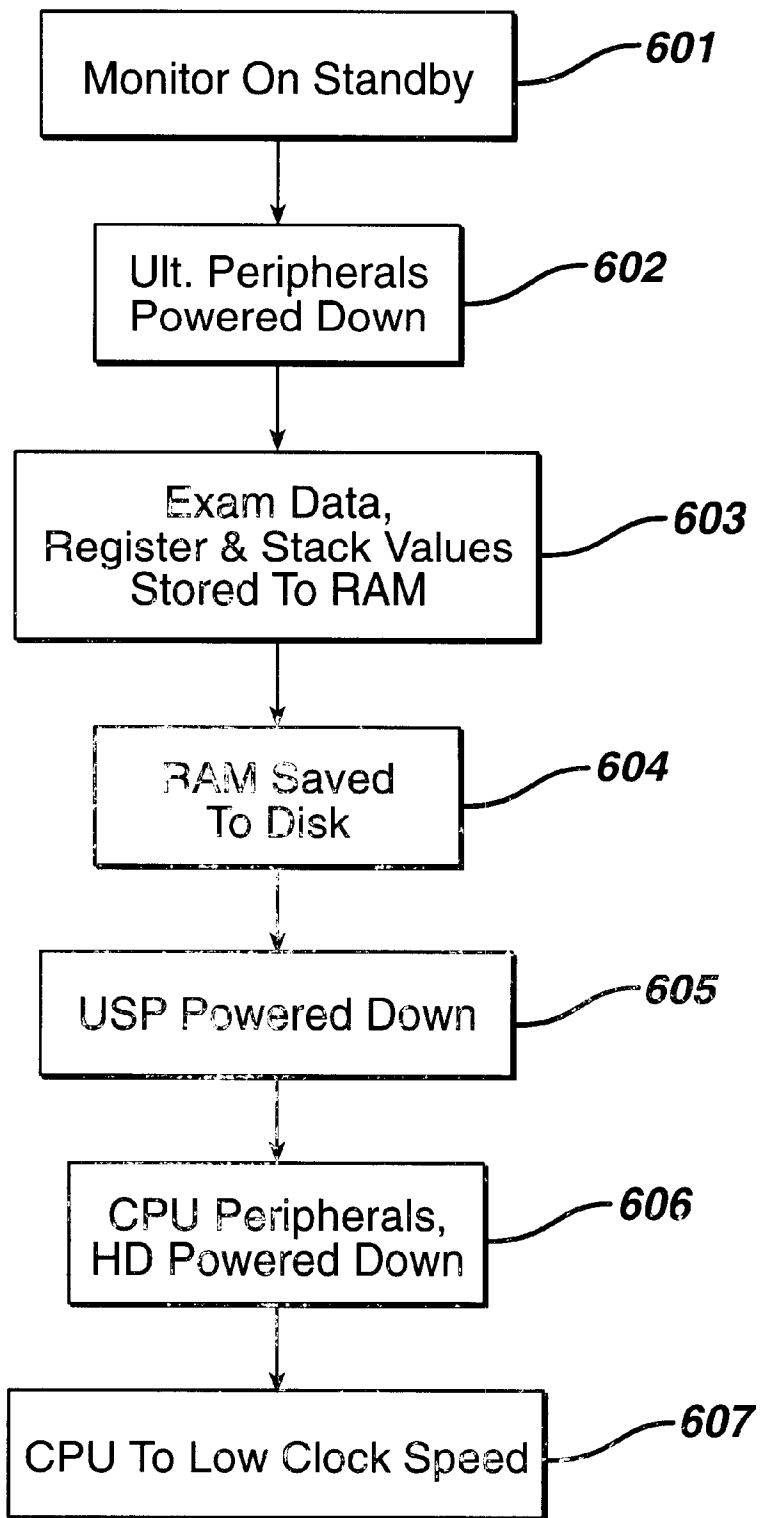 Monitor On Standby
601
Ult. Peripherals
Powered Down
602
Exam Data,
Register & Stack Values
Stored To RAM
603
RAM Saved
To Disk
604
USP Powered Down
605
CPU Peripherals,
HD Powered Down
606
CPU To Low Clock Speed
607